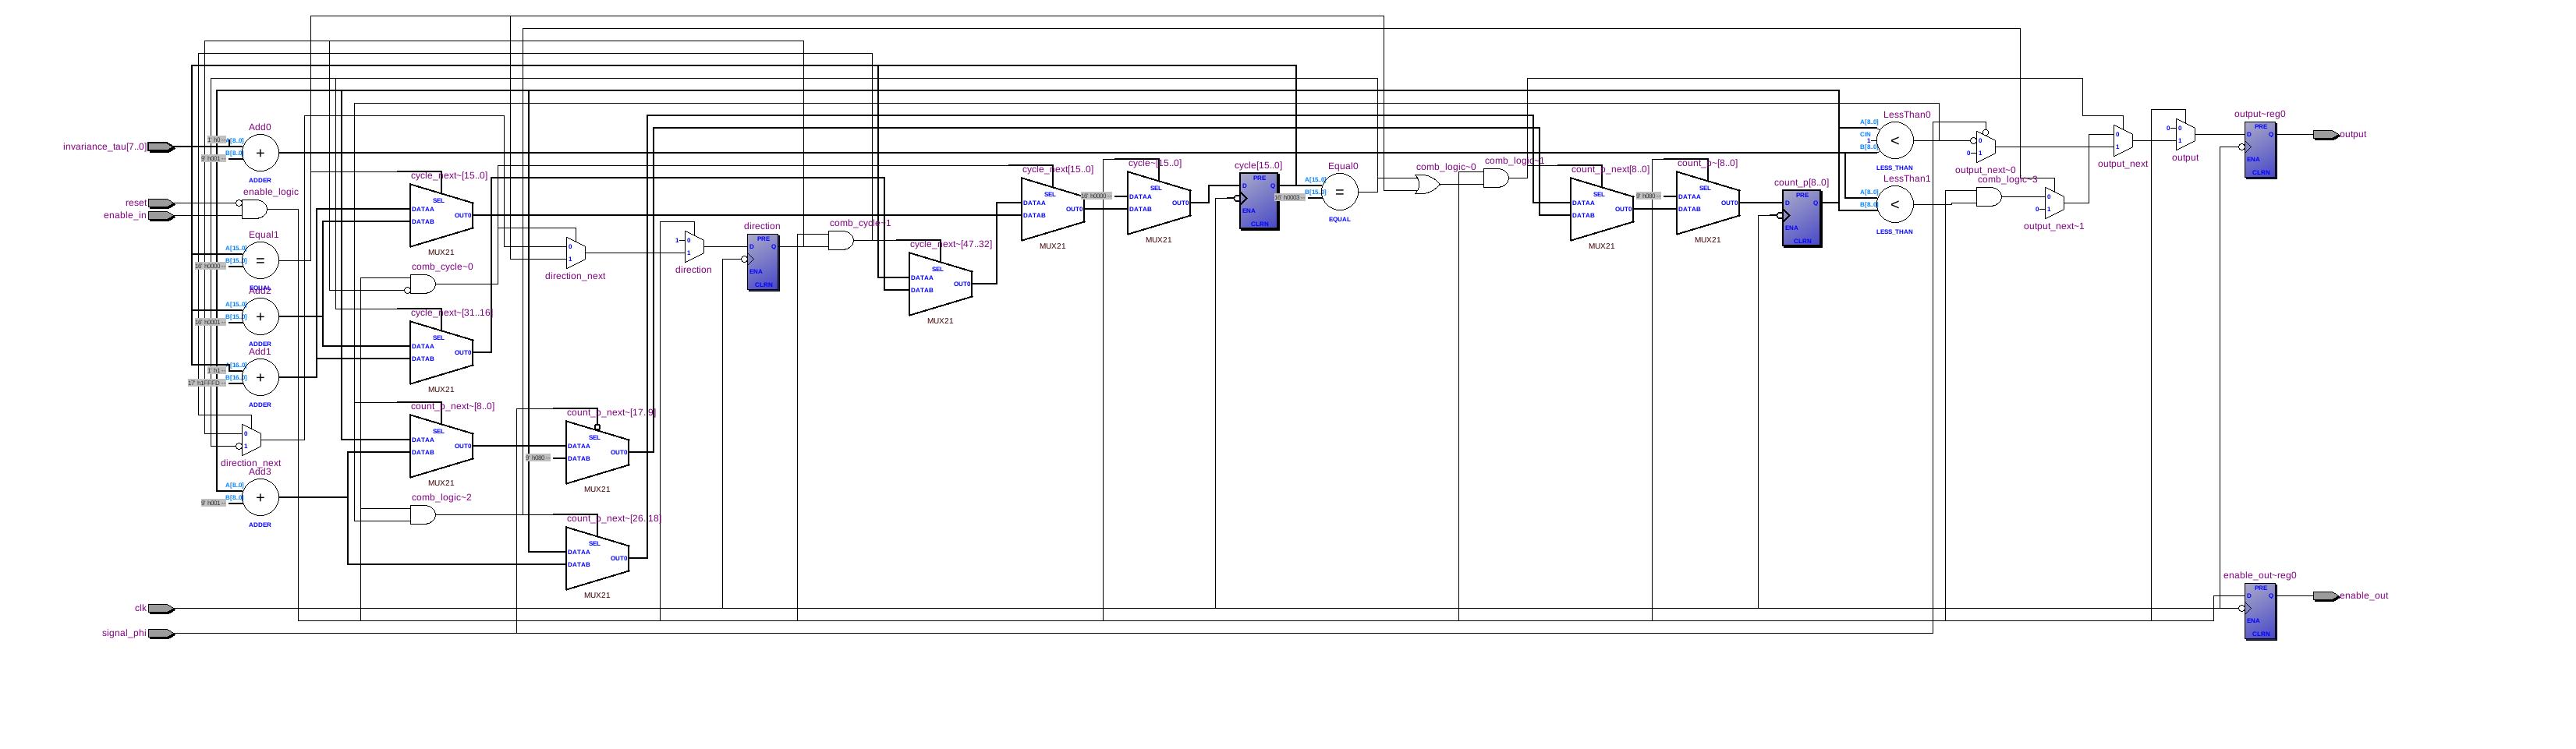 invariance_tau[7..0]
reset
enable_in
clk
signal_phi
Add0
A[8..0]
B[8..0]
+
ADDER
enable_logic
Equal1
A[15..0]
B[15..0]
=
Add2
A[15..0]
B[15..0]
+
ADDER
Add1
A[16..0]
B[16..0]
+
ADDER
0
1
direction_next
Add3
A[8..0]
B[8..0]
+
ADDER
cycle_next~[15..0]
SEL
DATAA
DATAB
OUT0
MUX21
comb_cycle~0
cycle_next~[31..16]
SEL
DATAA
DATAB
OUT0
MUX21
count_p_next~[8..0]
SEL
DATAA
DATAB
OUT0
MUX21
comb_logic~2
count_p_next~[17..9]
SEL
DATAA
DATAB
OUT0
MUX21
count_p_next~[26..18]
SEL
DATAA
DATAB
OUT0
MUX21
0
1
direction_next
1
0
1
direction
direction
PRE
D
Q
ENA
CLRN
comb_cycle~1
cycle_next~[47..32]
SEL
DATAA
DATAB
OUT0
MUX21
cycle_next[15..0]
SEL
DATAA
DATAB
OUT0
MUX21
cycle~[15..0]
SEL
DATAA
DATAB
OUT0
MUX21
cycle[15..0]
PRE
D
Q
ENA
CLRN
Equal0
A[15..0]
B[15..0]
=
EQUAL
comb_logic~0
comb_logic~1
count_p_next[8..0]
SEL
DATAA
DATAB
OUT0
MUX21
count_p~[8..0]
SEL
DATAA
DATAB
OUT0
MUX21
count_p[8..0]
PRE
D
Q
ENA
CLRN
LessThan0
A[8..0]
CIN
1
B[8..0]
<
LESS_THAN
LessThan1
A[8..0]
B[8..0]
<
LESS_THAN
0
0
1
output_next~0
comb_logic~3
0
0
1
output_next~1
0
1
output_next
0
0
1
output
output~reg0
PRE
D
Q
ENA
CLRN
output
enable_out~reg0
PRE
D
Q
ENA
CLRN
enable_out